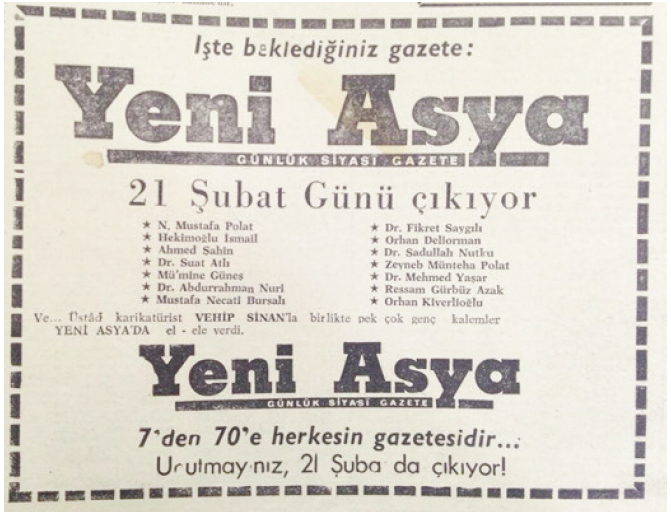 İşte beklediğiniz gazete:
Yeni Asya
GÜNLÜK SİYASİ GAZETE
21 Şubat Günü çıkıyor
★ N. Mustafa Polat
★ Hekimoğlu İsmail
★ Ahmed Şahin
★ Dr. Suat Atlı
★ Mü'mine Güneş
★ Dr. Abdurrahman Nuri
★ Mustafa Necati Bursalı
★ Dr. Fikret Saygılı
★ Orhan Dellorman
★ Dr. Sadullah Nutku
★ Zeyneb Münteha Polat
★ Dr. Mehmed Yaşar
★ Ressam Gürbüz Azak
★ Orhan Kiverlioğlu
Ve... Üstâd karikatürist VEHİP SİNAN'la birlikte pek çok genç kalemler
YENİ ASYA'DA el - ele verdi.
Yeni Asya
GÜNLÜK SİYASİ GAZETE
7'den 70'e herkesin gazetesidir...
Unutmayınız, 21 Şuba da çıkıyor!